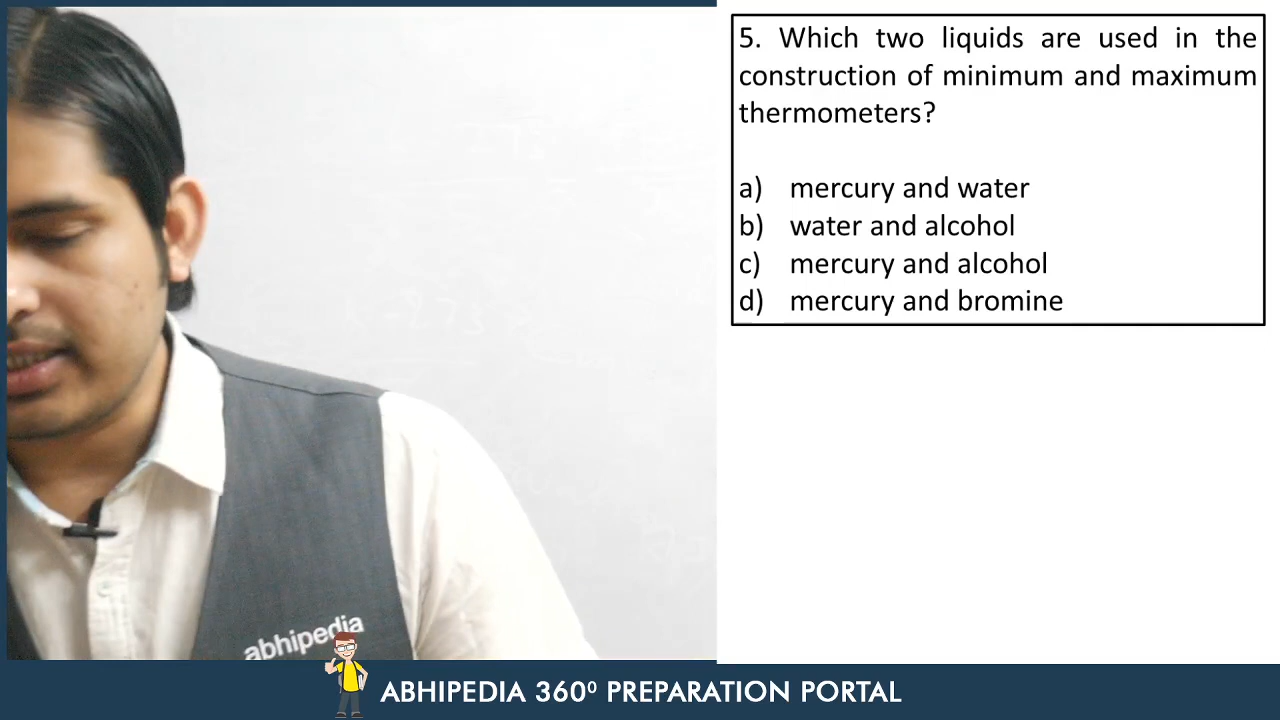 5. Which two liquids are used in the
construction of minimum and maximum
thermometers?
a) mercury and water
b) water and alcohol
c) mercury and alcohol
d) mercury and bromine
abhipedia
ABHIPEDIA 360⁰ PREPARATION PORTAL